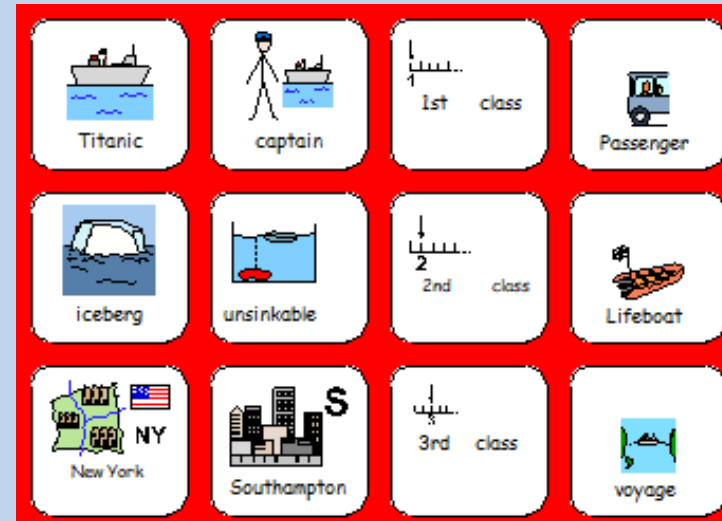 Titanic
captain
1
1st class
Passenger
iceberg
unsinkable
2
2nd class
Lifeboat
NY
New York
S
Southampton
3
3rd class
voyage